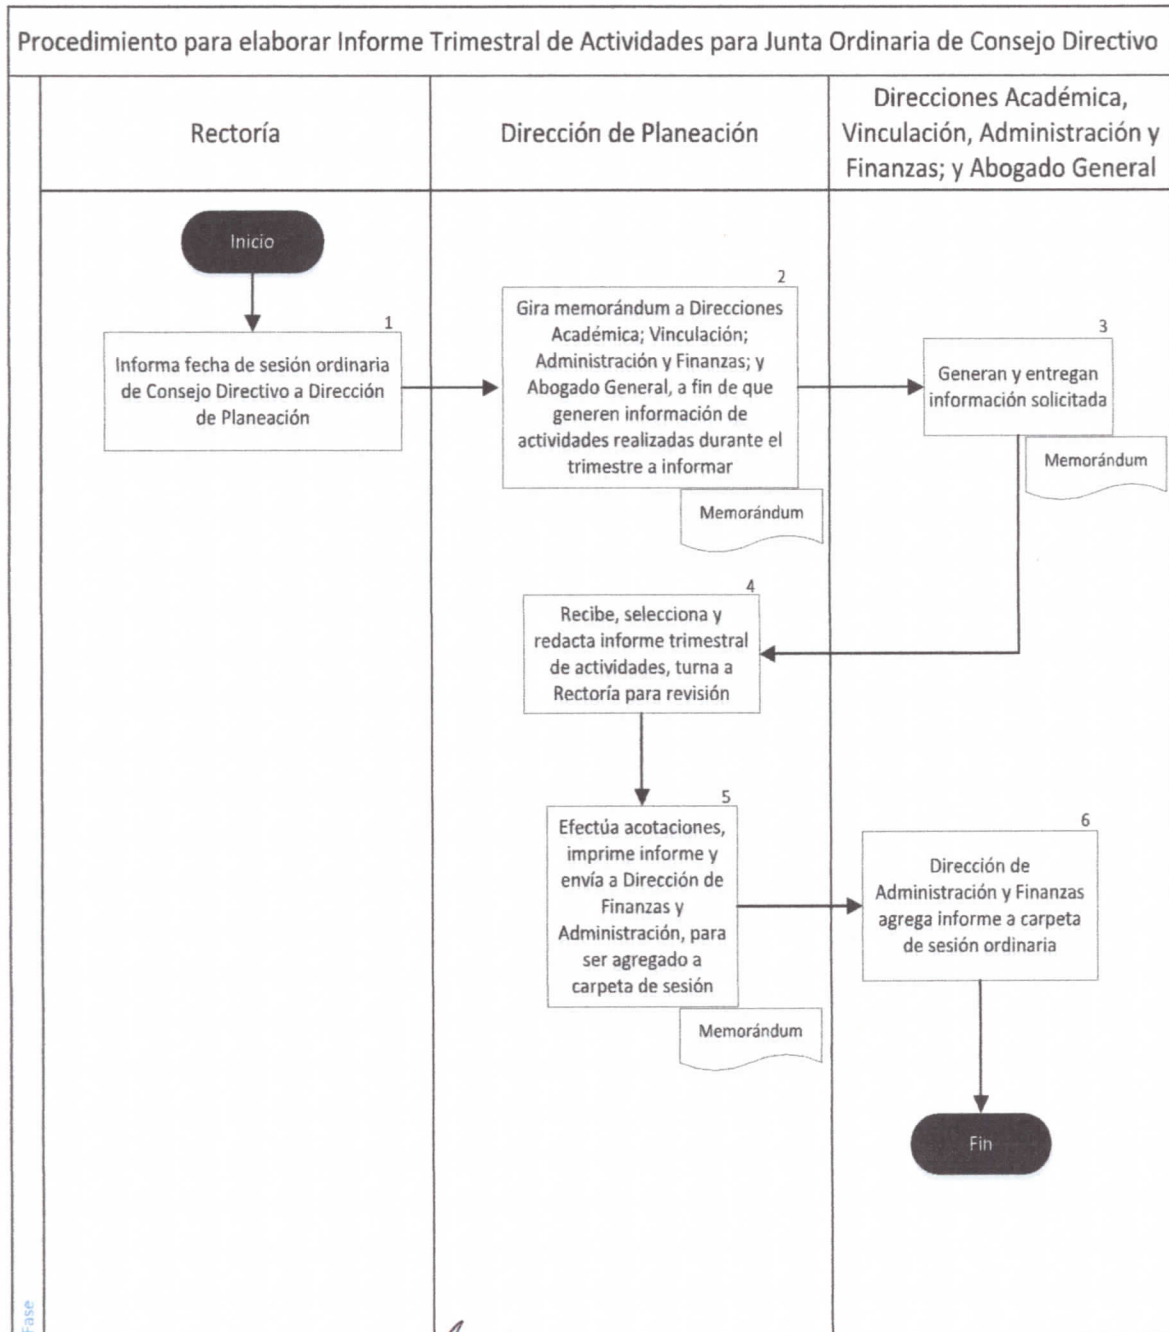 Procedimiento para elaborar Informe Trimestral de Actividades para Junta Ordinaria de Consejo Directivo
Rectoría
Dirección de Planeación
Direcciones Académica,
Vinculación, Administración y
Finanzas; y Abogado General
Inicio
1
Informa fecha de sesión ordinaria
de Consejo Directivo a Dirección
de Planeación
2
Gira memorándum a Direcciones
Académica; Vinculación;
Administración y Finanzas; y
Abogado General, a fin de que
generen información de
actividades realizadas durante el
trimestre a informar
Memorándum
3
Generan y entregan
información solicitada
Memorándum
4
Recibe, selecciona y
redacta informe trimestral
de actividades, turna a
Rectoría para revisión
5
Efectúa acotaciones,
imprime informe y
envía a Dirección de
Finanzas y
Administración, para
ser agregado a
carpeta de sesión
Memorándum
6
Dirección de
Administración y Finanzas
agrega informe a carpeta
de sesión ordinaria
Fin
Fase